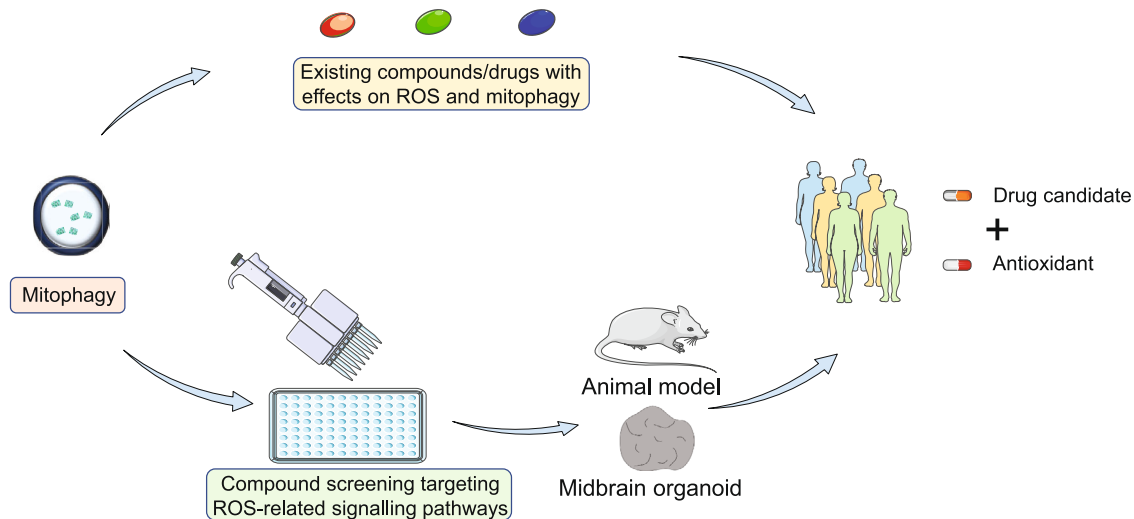 Existing compounds/drugs with
effects on ROS and mitophagy
Mitophagy
Drug candidate
+
Antioxidant
Animal model
Midbrain organoid
Compound screening targeting
ROS-related signalling pathways